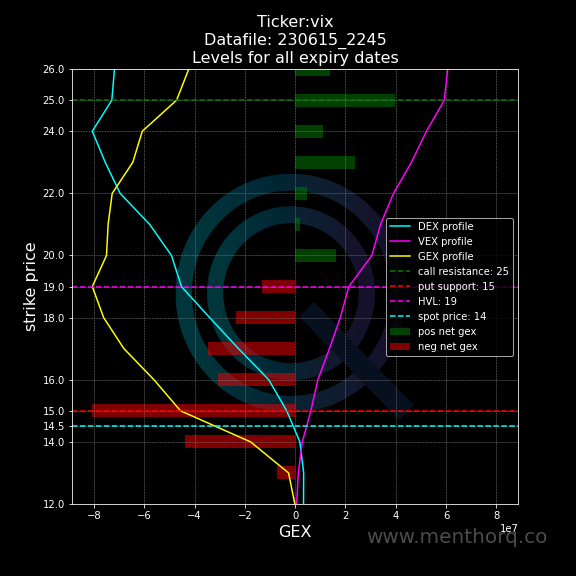 Ticker:vix
Datafile: 230615_2245
Levels for all expiry dates
26.0
25.0
24.0
22.0
20.0
19.0
18.0
16.0
15.0
14.5
14.0
12.0
strike price
DEX profile
VEX profile
GEX profile
call resistance: 25
put support: 15
HVL: 19
spot price: 14
pos net gex
neg net gex
−8 −6 −4 −2 0 2 4 6 8
1e7
GEX
www.menthorq.co